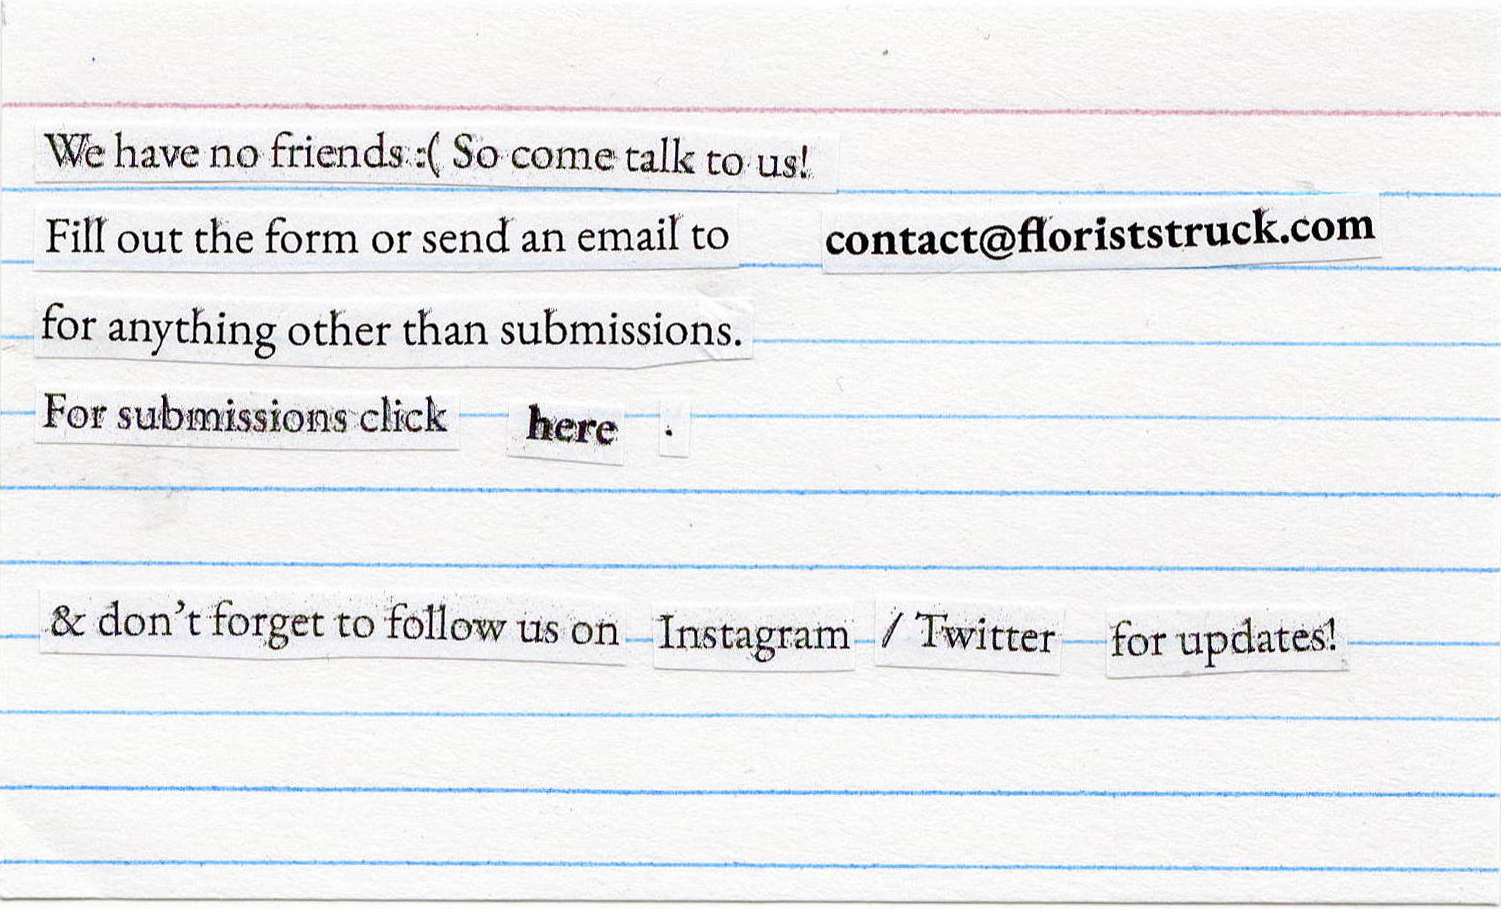 We have no friends :( So come talk to us!
Fill out the form or send an email to contact@floriststruck.com
for anything other than submissions.
For submissions click here .
& don't forget to follow us on Instagram / Twitter for updates!